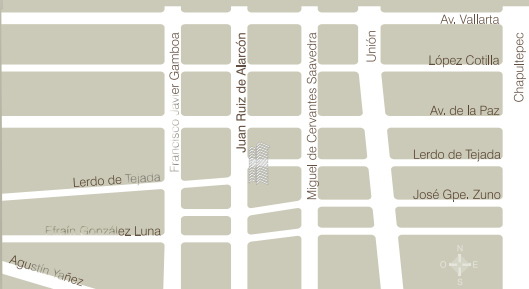 Av. Vallarta
López Cotilla
Av. de la Paz
Lerdo de Tejada
José Gpe. Zuno
Chapultepec
Unión
Miguel de Cervantes Saavedra
Juan Ruiz de Alarcón
Francisco Javier Gamboa
Lerdo de Tejada
Efraín González Luna
Agustín Yañez
N
O E
S